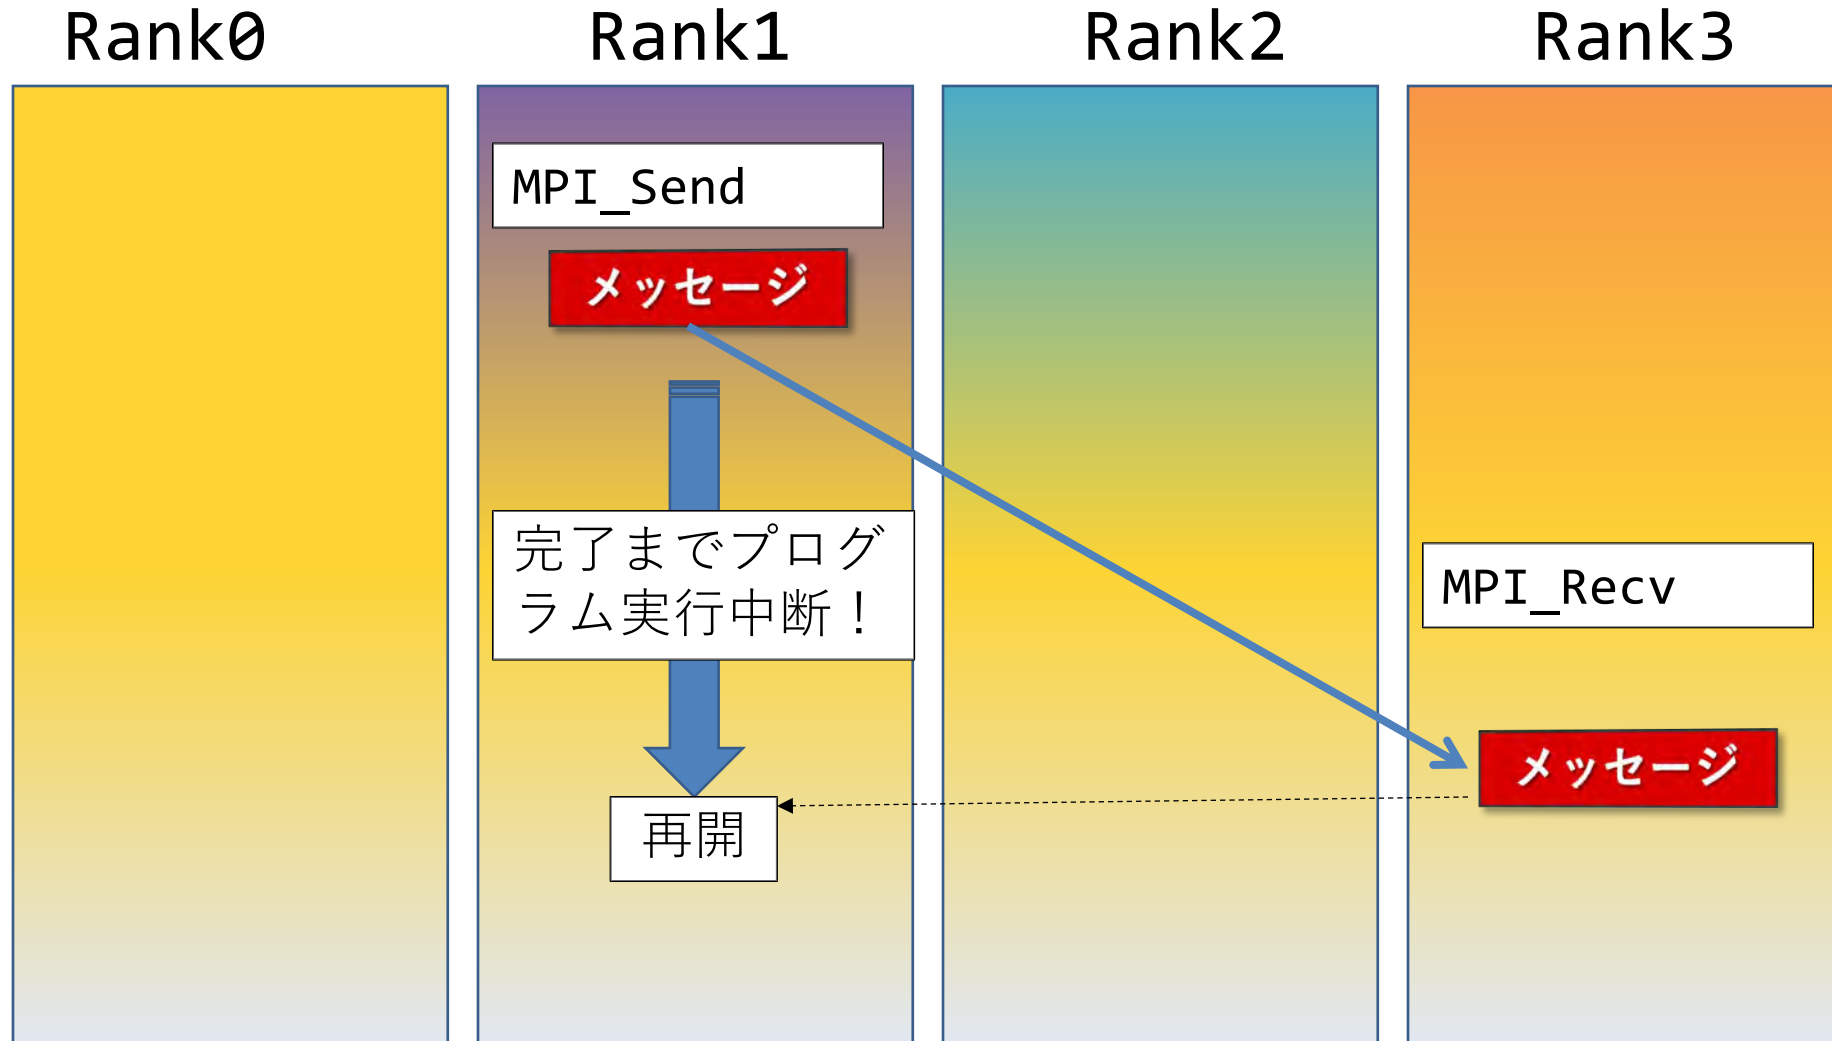 Rank0
Rank1
Rank2
Rank3
MPI_Send
メッセージ
完了までプログ
ラム実行中断！
MPI_Recv
メッセージ
再開